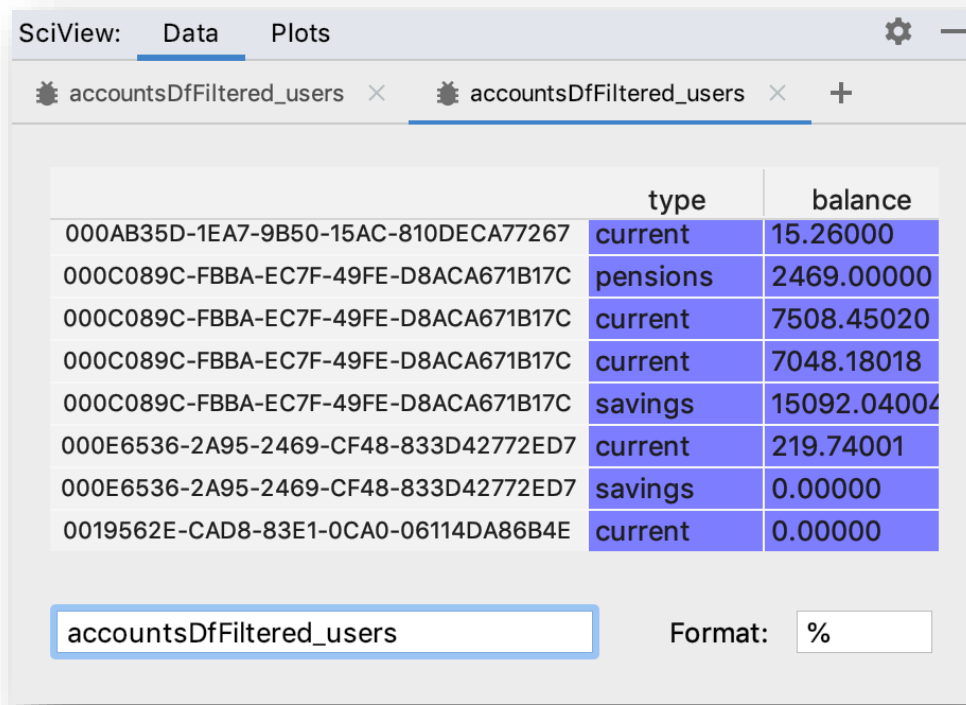 SciView: Data Plots
accountsDfFiltered_users accountsDfFiltered_users
type balance
000AB35D-1EA7-9B50-15AC-810DECA77267 current 15.26000
000C089C-FBBA-EC7F-49FE-D8ACA671B17C pensions 2469.00000
000C089C-FBBA-EC7F-49FE-D8ACA671B17C current 7508.45020
000C089C-FBBA-EC7F-49FE-D8ACA671B17C current 7048.18018
000C089C-FBBA-EC7F-49FE-D8ACA671B17C savings 15092.04004
000E6536-2A95-2469-CF48-833D42772ED7 current 219.74001
000E6536-2A95-2469-CF48-833D42772ED7 savings 0.00000
0019562E-CAD8-83E1-0CA0-06114DA86B4E current 0.00000
accountsDfFiltered_users Format: %